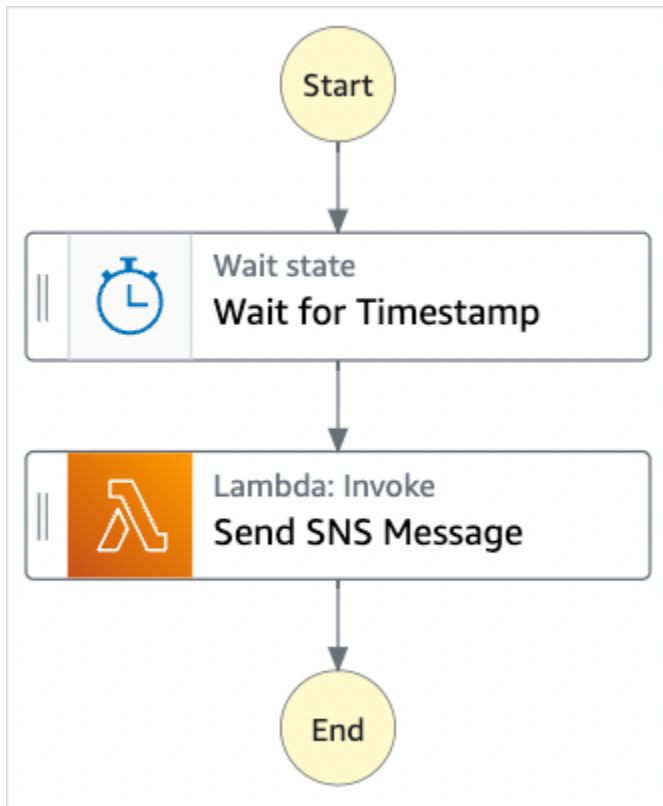 Start
Wait state
Wait for Timestamp
Lambda: Invoke
Send SNS Message
End